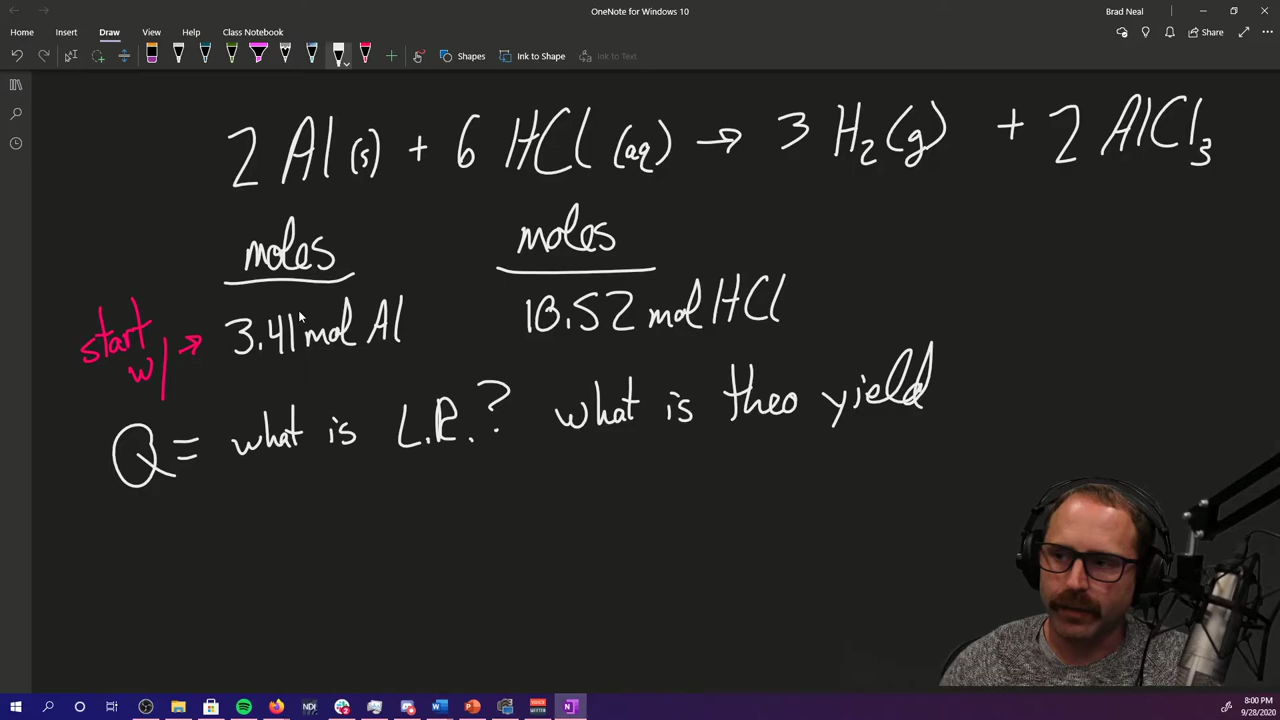 OneNote for Windows 10
Brad Neal
Home Insert Draw View Help Class Notebook
Share
Shapes Ink to Shape Ink to Text
2 Al(s) + 6 HCl (aq) → 3 H₂(g) + 2 AlCl₃
moles moles
start w/ → 3.41 mol Al 10.52 mol HCl
Q= what is L.R.? what is theo yield
8:00 PM
9/28/2020